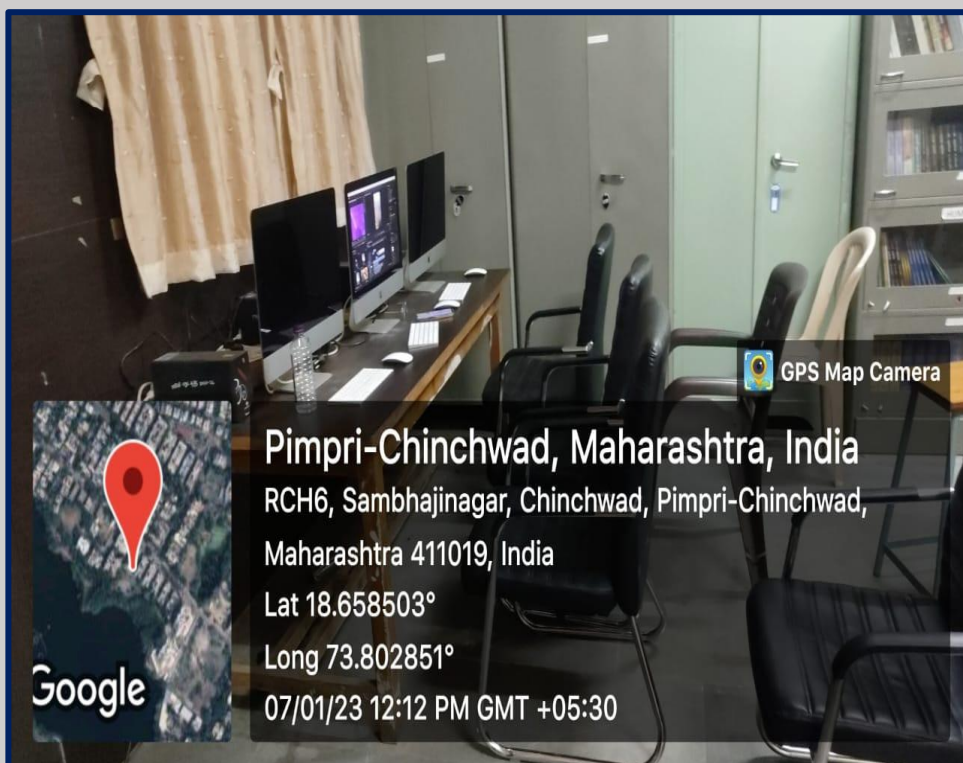 GPS Map Camera
Pimpri-Chinchwad, Maharashtra, India
RCH6, Sambhajinagar, Chinchwad, Pimpri-Chinchwad,
Maharashtra 411019, India
Lat 18.658503°
Long 73.802851°
07/01/23 12:12 PM GMT +05:30
Google